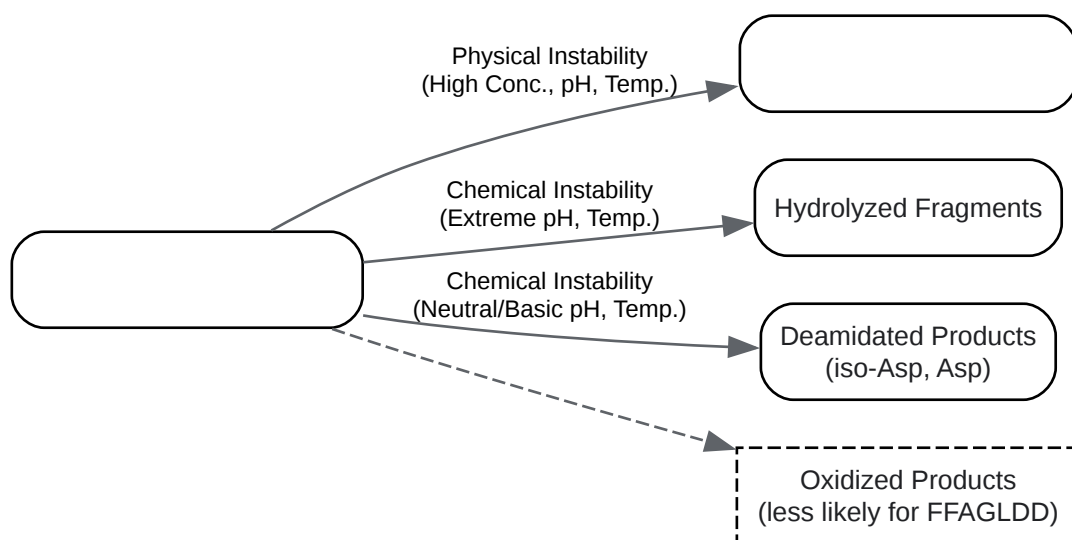 Physical Instability
(High Conc., pH, Temp.)
Chemical Instability
(Extreme pH, Temp.)
Hydrolyzed Fragments
Chemical Instability
(Neutral/Basic pH, Temp.)
Deamidated Products
(iso-Asp, Asp)
Oxidized Products
(less likely for FFAGLDD)